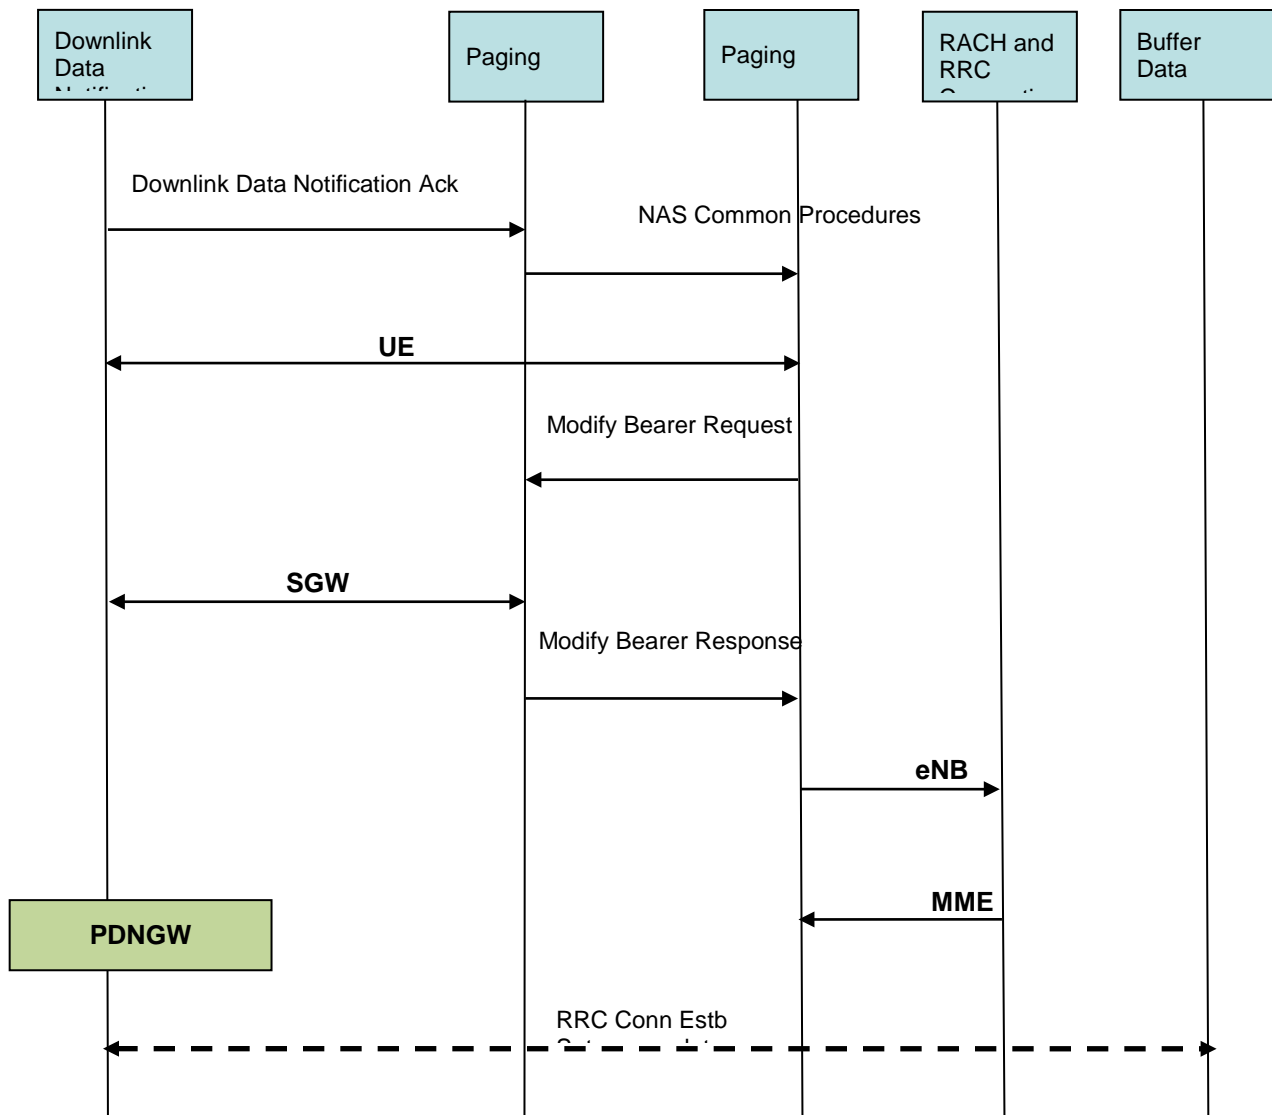 Downlink
Data
Paging
Paging
RACH and
RRC
Buffer
Data
Downlink Data Notification Ack
NAS Common Procedures
UE
Modify Bearer Request
SGW
Modify Bearer Response
eNB
MME
PDNGW
RRC Conn Estb